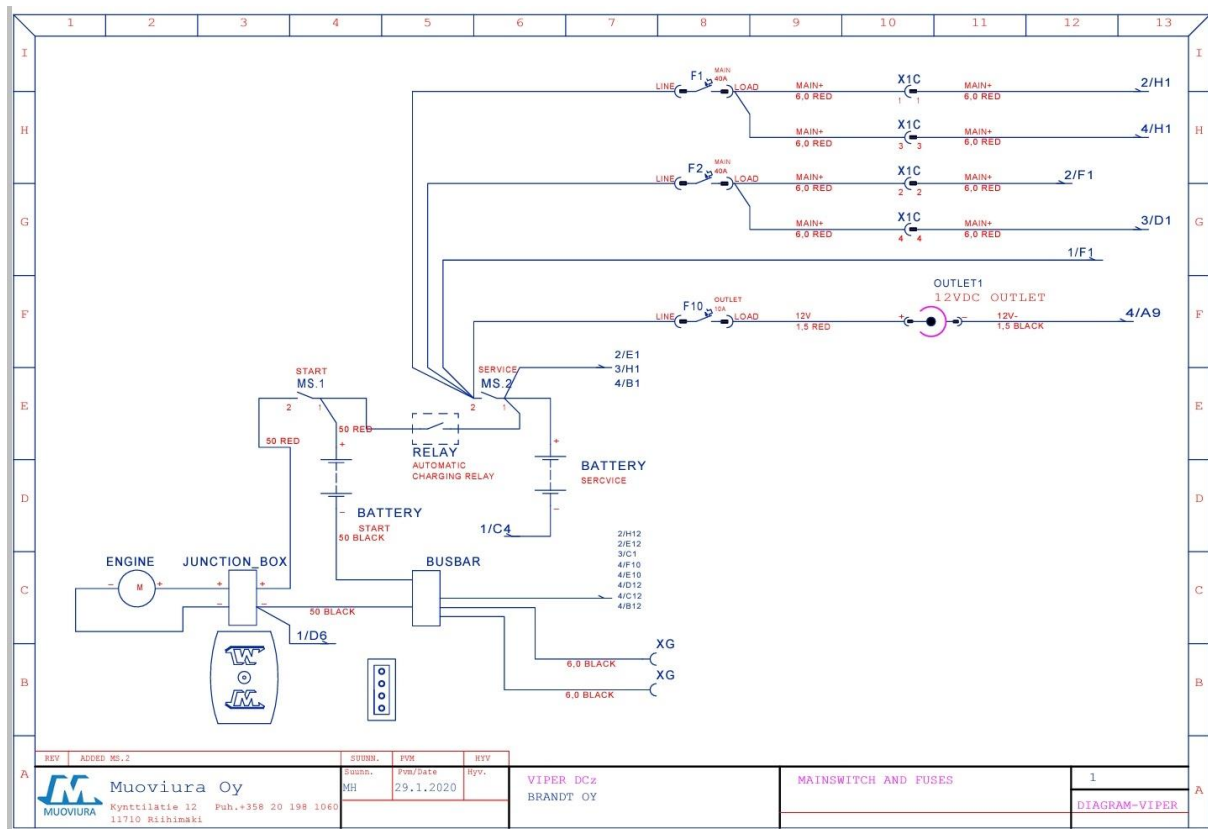 1 2 3 4 5 6 7 8 9 10 11 12 13
I I
H H
G G
F F
E E
D D
C C
B B
A A
F1 MAIN 40A
LINE LOAD MAIN+ 6,0 RED X1C 1 1 MAIN+ 6,0 RED 2/H1
MAIN+ 6,0 RED X1C 3 3 MAIN+ 6,0 RED 4/H1
F2 MAIN 40A
LINE LOAD MAIN+ 6,0 RED X1C 2 2 MAIN+ 6,0 RED 2/F1
MAIN+ 6,0 RED X1C 4 4 MAIN+ 6,0 RED 3/D1
1/F1
OUTLET1
12VDC OUTLET
F10 OUTLET 10A
LINE LOAD 12V 1,5 RED + - 12V- 1,5 BLACK 4/A9
2/E1
3/H1
4/B1
START
MS.1
2 1
SERVICE
MS.2
2 1
50 RED
50 RED
RELAY
AUTOMATIC
CHARGING RELAY
+
-
BATTERY
START
50 BLACK
+
-
BATTERY
SERCVICE
1/C4
2/H12
2/E12
3/C1
4/F10
4/E10
4/D12
4/C12
4/B12
ENGINE
- M +
JUNCTION_BOX
+ +
- -
BUSBAR
50 BLACK
1/D6
XG
6,0 BLACK
XG
6,0 BLACK
REV ADDED MS.2 SUUNN. PVM HYV
Suunn. Pvm/Date Hyv.
MH 29.1.2020
MUOVIURA
Muoviura Oy
Kynttilätie 12 Puh.+358 20 198 1060
11710 Riihimäki
VIPER DCz
BRANDT OY
MAINSWITCH AND FUSES
1
DIAGRAM-VIPER